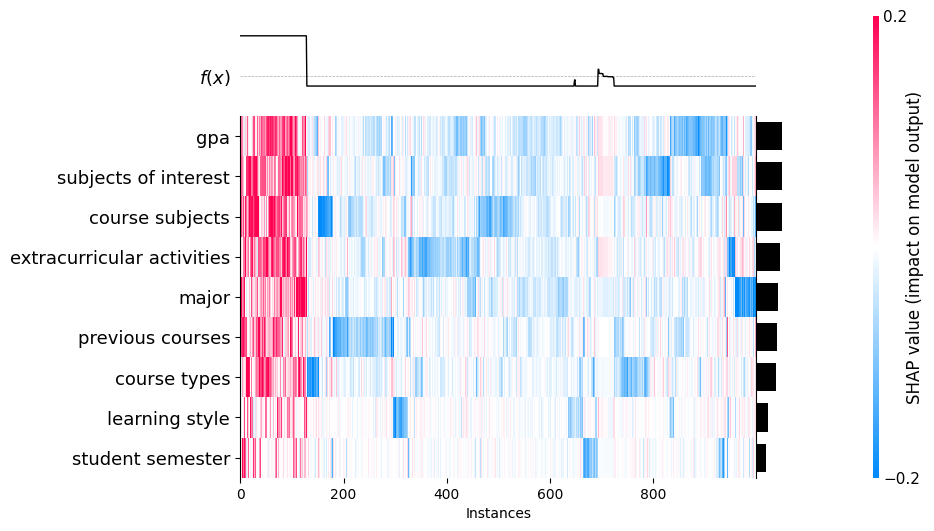 0.2
f(x)
gpa
subjects of interest
course subjects
extracurricular activities
major
previous courses
course types
learning style
student semester
0 200 400 600 800
Instances
−0.2
SHAP value (impact on model output)